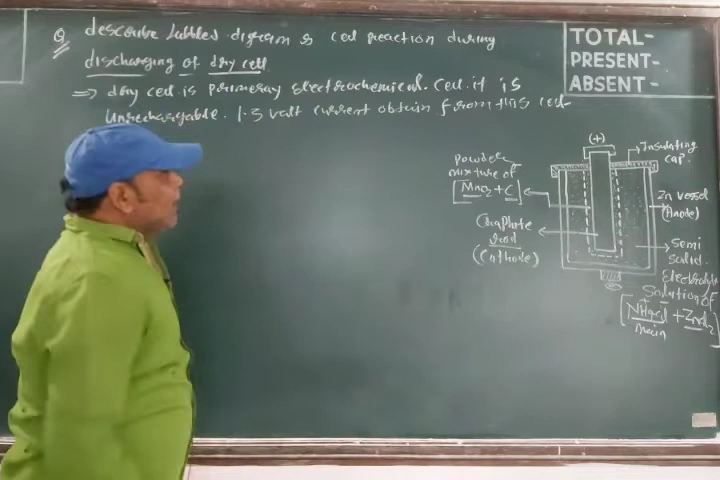 Q. describe labbled digram & cell reaction during
discharging of dry cell
⇒ dry cell is primeray electrochemical. Cell. it is
Unrechargable. 1.5 volt current obtain from this cell
TOTAL-
PRESENT-
ABSENT-
(+)
Insulating
cap.
powder
mixture of
[MnO2 + C]
Graphite
rod
(Cathode)
Zn vessel
(Anode)
Semi
solid
Electrolyte
Solution of
[NH4Cl + ZnCl2]
main